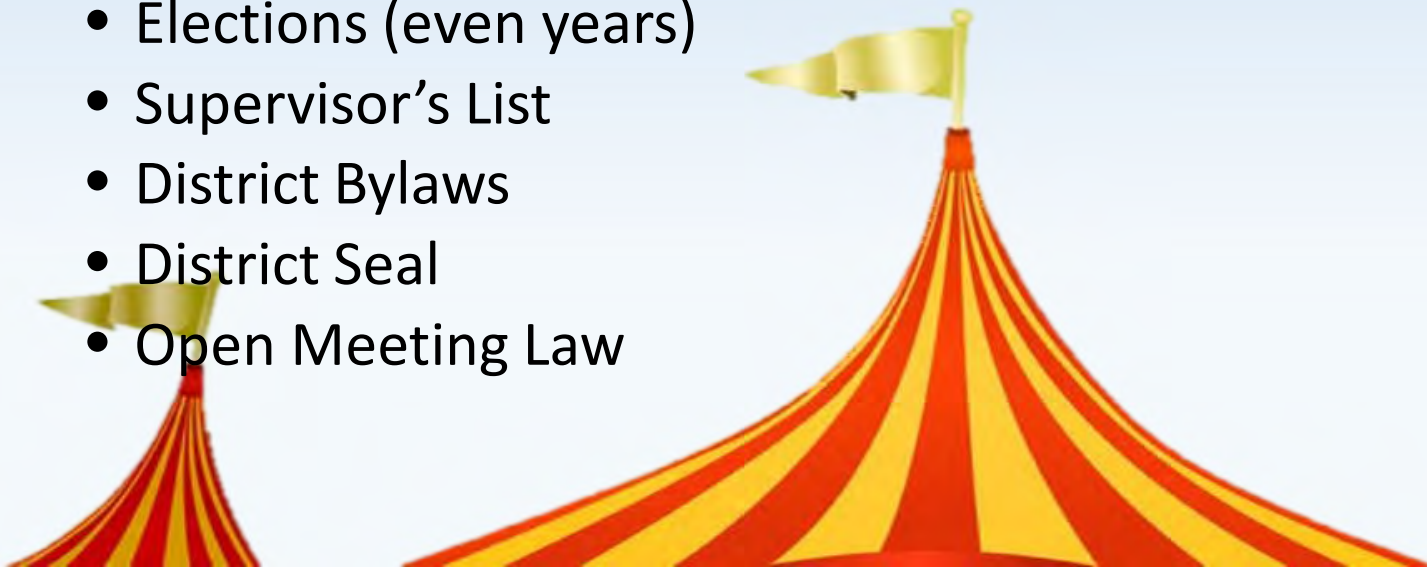 • Elections (even years)
• Supervisor’s List
• District Bylaws
• District Seal
• Open Meeting Law